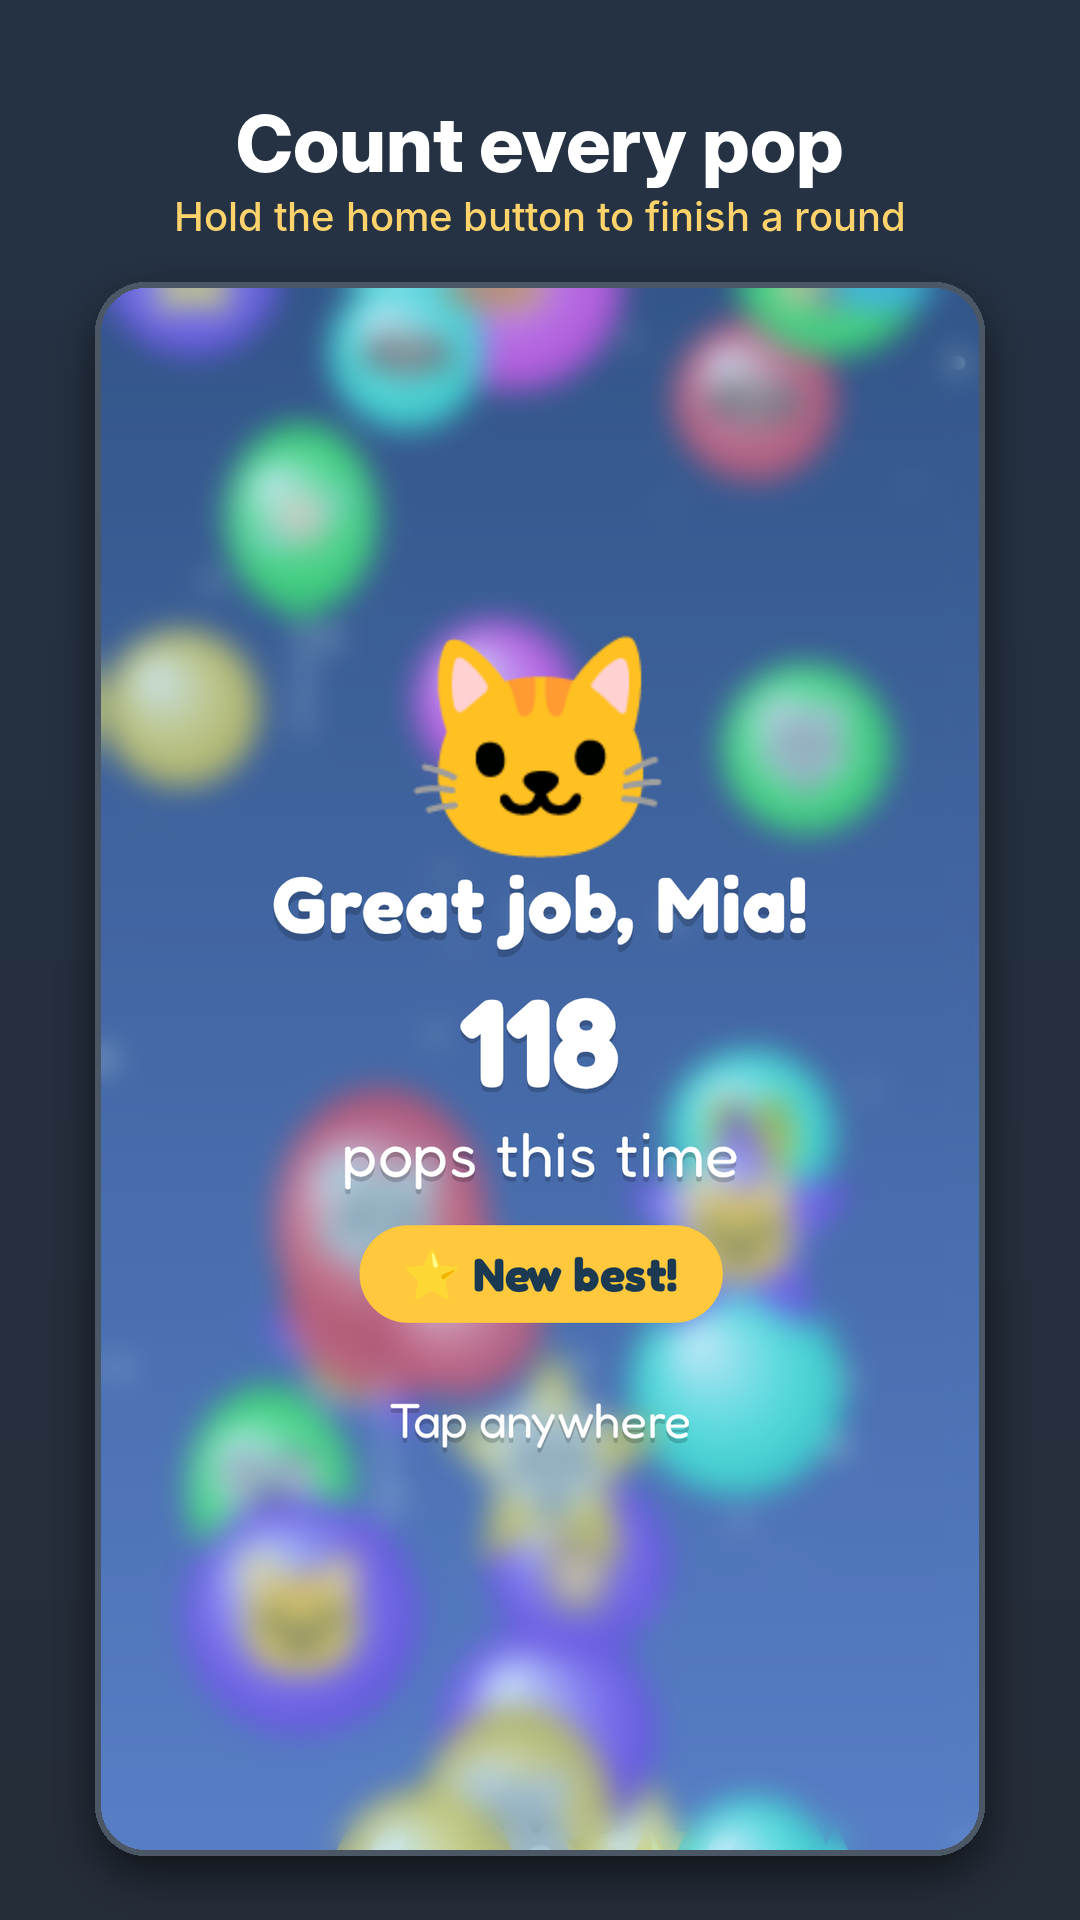 Count every pop
Hold the home button to finish a round
Great job, Mia!
118
pops this time
⭐ New best!
Tap anywhere